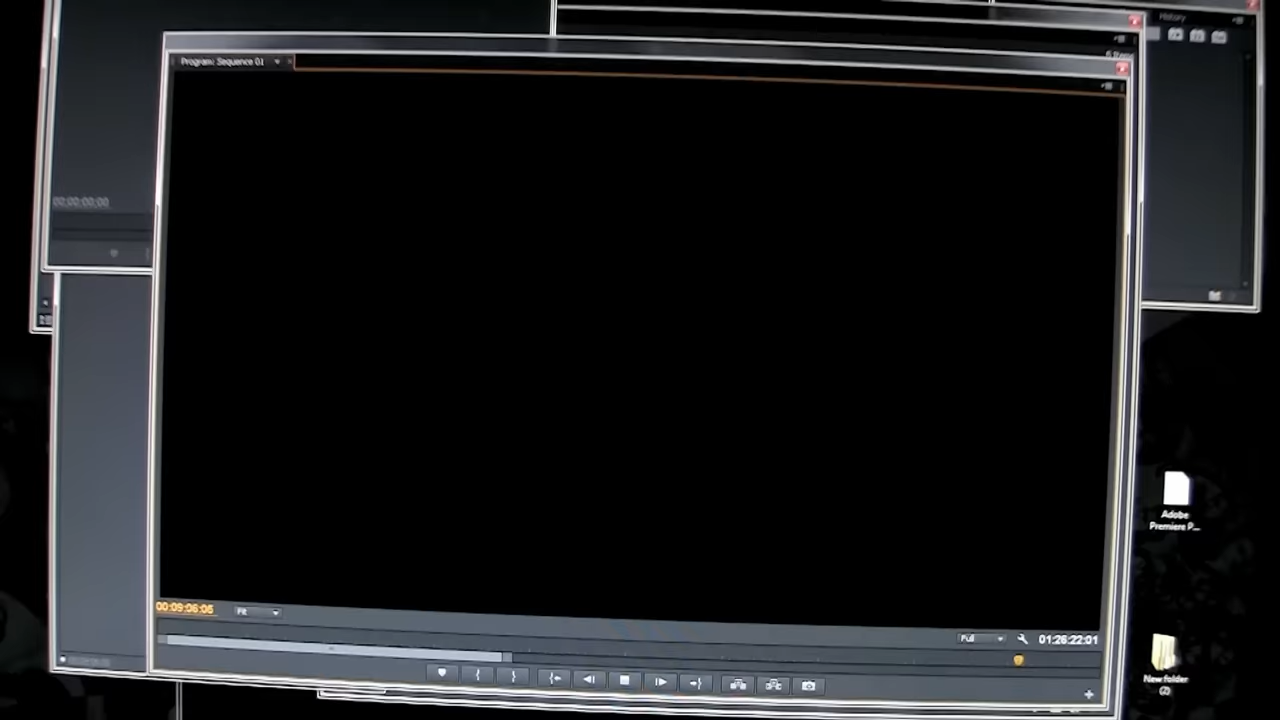 History
Program: Sequence 01
00;00;00;00
00:09:06:05
Fit
Full
01:26:22:01
Adobe
Premiere P...
New folder
(2)